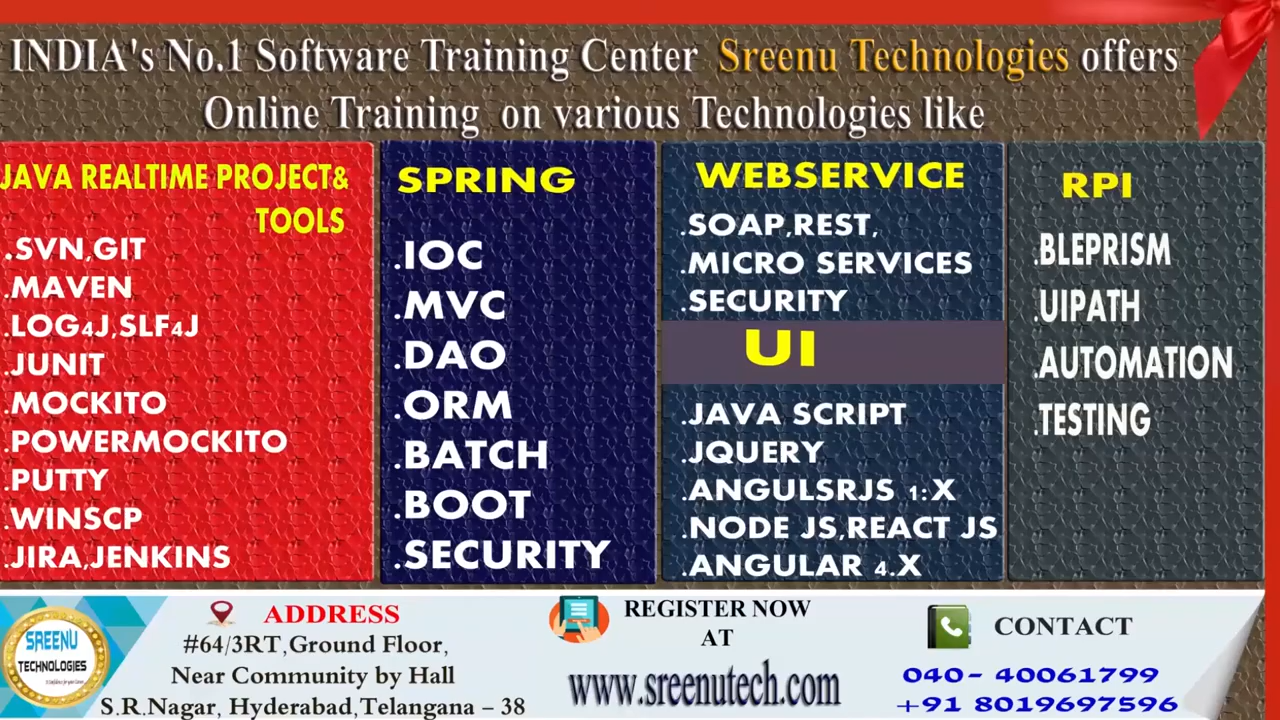 INDIA's No.1 Software Training Center Sreenu Technologies offers
Online Training on various Technologies like
JAVA REALTIME PROJECT&
TOOLS
.SVN,GIT
.MAVEN
.LOG4J,SLF4J
.JUNIT
.MOCKITO
.POWERMOCKITO
.PUTTY
.WINSCP
.JIRA,JENKINS
SPRING
.IOC
.MVC
.DAO
.ORM
.BATCH
.BOOT
.SECURITY
WEBSERVICE
.SOAP,REST,
.MICRO SERVICES
.SECURITY
UI
.JAVA SCRIPT
.JQUERY
.ANGULSRJS 1:X
.NODE JS,REACT JS
.ANGULAR 4.X
RPI
.BLEPRISM
.UIPATH
.AUTOMATION
.TESTING
SREENU
TECHNOLOGIES
ADDRESS
#64/3RT,Ground Floor,
Near Community by Hall
S.R.Nagar, Hyderabad,Telangana – 38
REGISTER NOW
AT
www.sreenutech.com
CONTACT
040- 40061799
+91 8019697596